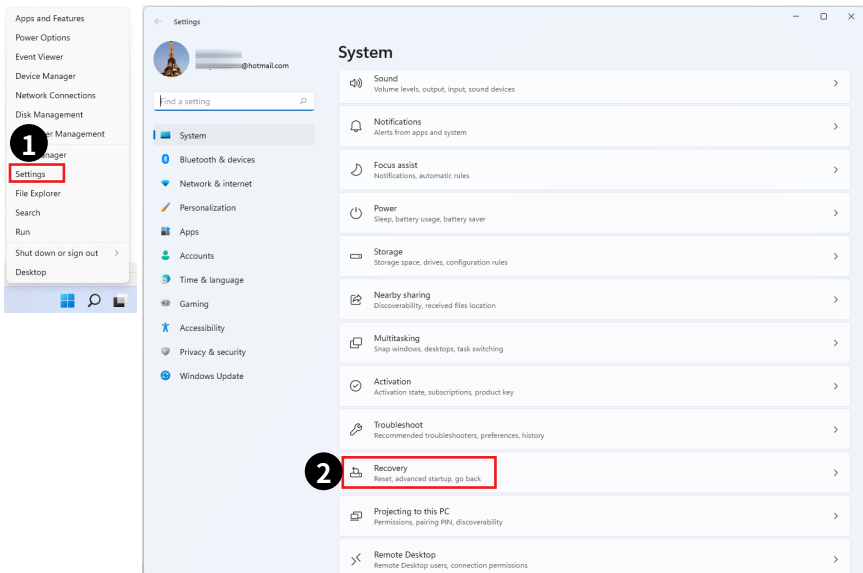 Apps and Features
Power Options
Event Viewer
Device Manager
Network Connections
Disk Management
er Management
1
anager
Settings
File Explorer
Search
Run
Shut down or sign out
Desktop
Settings
@hotmail.com
Find a setting
System
Bluetooth & devices
Network & internet
Personalization
Apps
Accounts
Time & language
Gaming
Accessibility
Privacy & security
Windows Update
System
Sound
Volume levels, output, input, sound devices
Notifications
Alerts from apps and system
Focus assist
Notifications, automatic rules
Power
Sleep, battery usage, battery saver
Storage
Storage space, drives, configuration rules
Nearby sharing
Discoverability, received files location
Multitasking
Snap windows, desktops, task switching
Activation
Activation state, subscriptions, product key
Troubleshoot
Recommended troubleshooters, preferences, history
2
Recovery
Reset, advanced startup, go back
Projecting to this PC
Permissions, pairing PIN, discoverability
Remote Desktop
Remote Desktop users, connection permissions